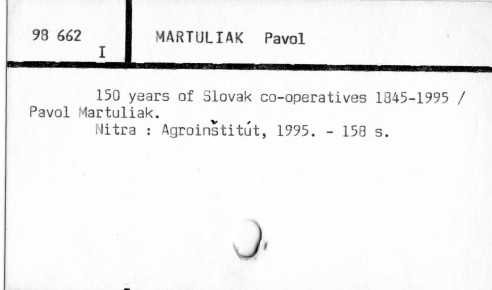 98 662
I
MARTULIAK Pavol
150 years of Slovak co-operatives 1845-1995 /
Pavol Martuliak.
Nitra : Agroinštitút, 1995. - 158 s.